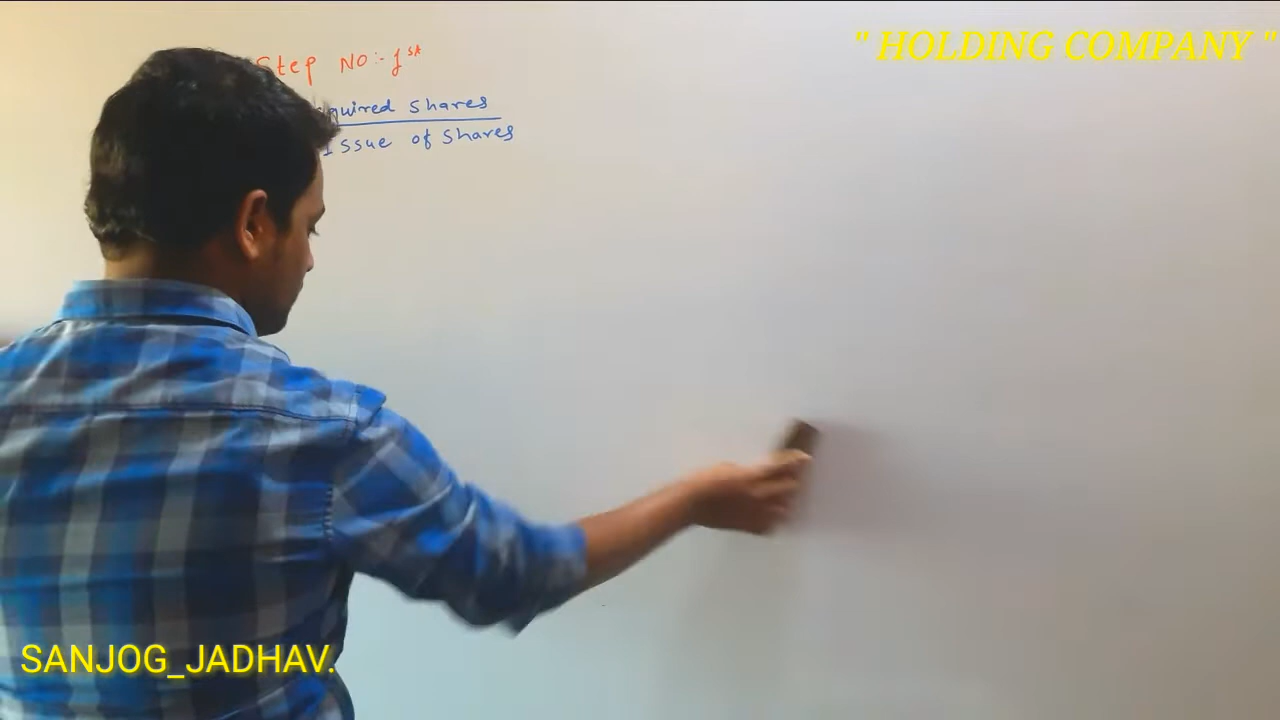 " HOLDING COMPANY "
Step NO:- 1st
quired shares
Issue of shares
SANJOG_JADHAV.